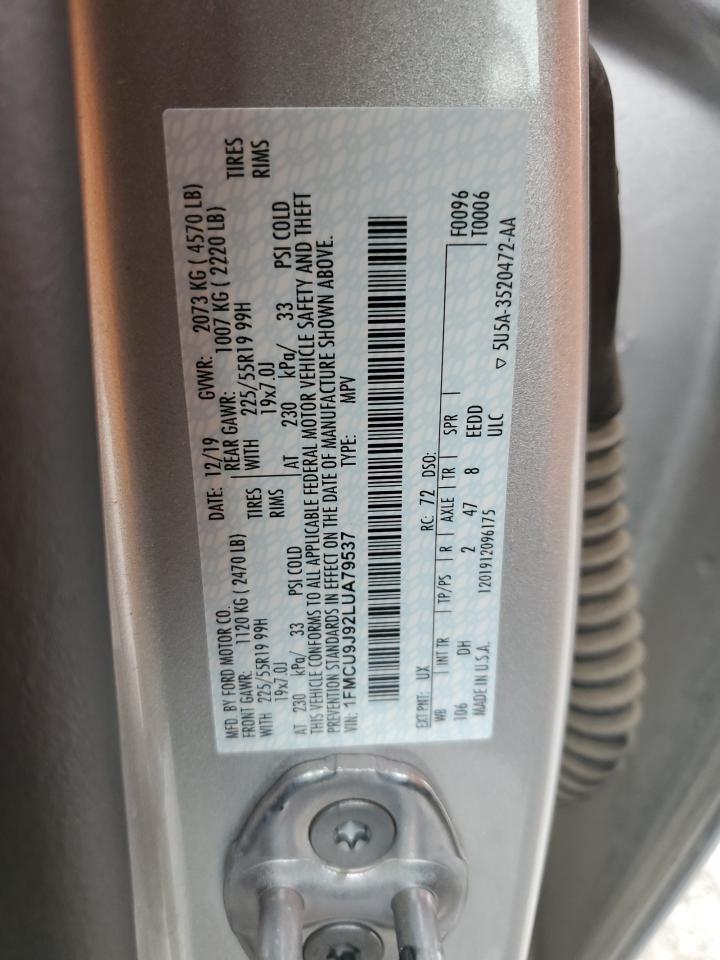 MFD. BY FORD MOTOR CO. DATE: 12/19 GVWR: 2073 KG ( 4570 LB)
FRONT GAWR: 1120 KG ( 2470 LB) REAR GAWR: 1007 KG ( 2220 LB)
WITH 225/55R19 99H TIRES WITH 225/55R19 99H TIRES
19x7.0J RIMS 19x7.0J RIMS
AT 230 kPa/ 33 PSI COLD AT 230 kPa/ 33 PSI COLD
THIS VEHICLE CONFORMS TO ALL APPLICABLE FEDERAL MOTOR VEHICLE SAFETY AND THEFT
PREVENTION STANDARDS IN EFFECT ON THE DATE OF MANUFACTURE SHOWN ABOVE.
VIN: 1FMCU9J92LUA79537 TYPE: MPV
EXT PNT: UX RC: 72 DSO: F0096
WB INT TR TP/PS R AXLE TR SPR T0006
106 DH 2 47 8 EEDD
MADE IN U.S.A. 1201912096175 ULC ▽ 5U5A-3520472-AA